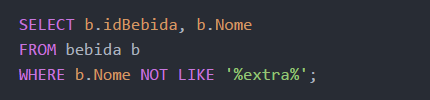 SELECT b.idBebida, b.Nome
FROM bebida b
WHERE b.Nome NOT LIKE '%extra%';